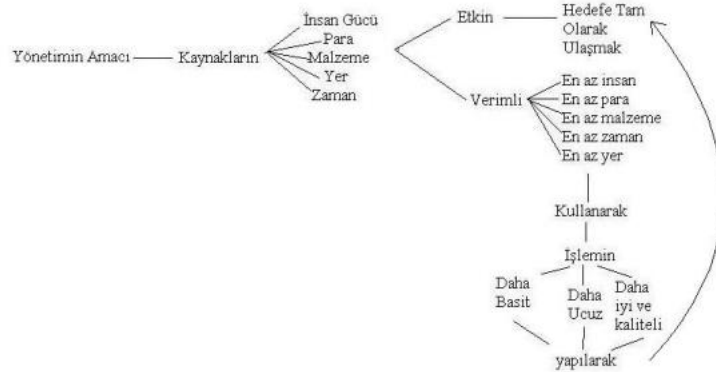 Yönetimin Amacı
Kaynakların
İnsan Gücü
Para
Malzeme
Yer
Zaman
Etkin
Hedefe Tam
Olarak
Ulaşmak
Verimli
En az insan
En az para
En az malzeme
En az zaman
En az yer
Kullanarak
İşlemin
Daha
Basit
Daha
Ucuz
Daha
iyi ve
kaliteli
yapılarak